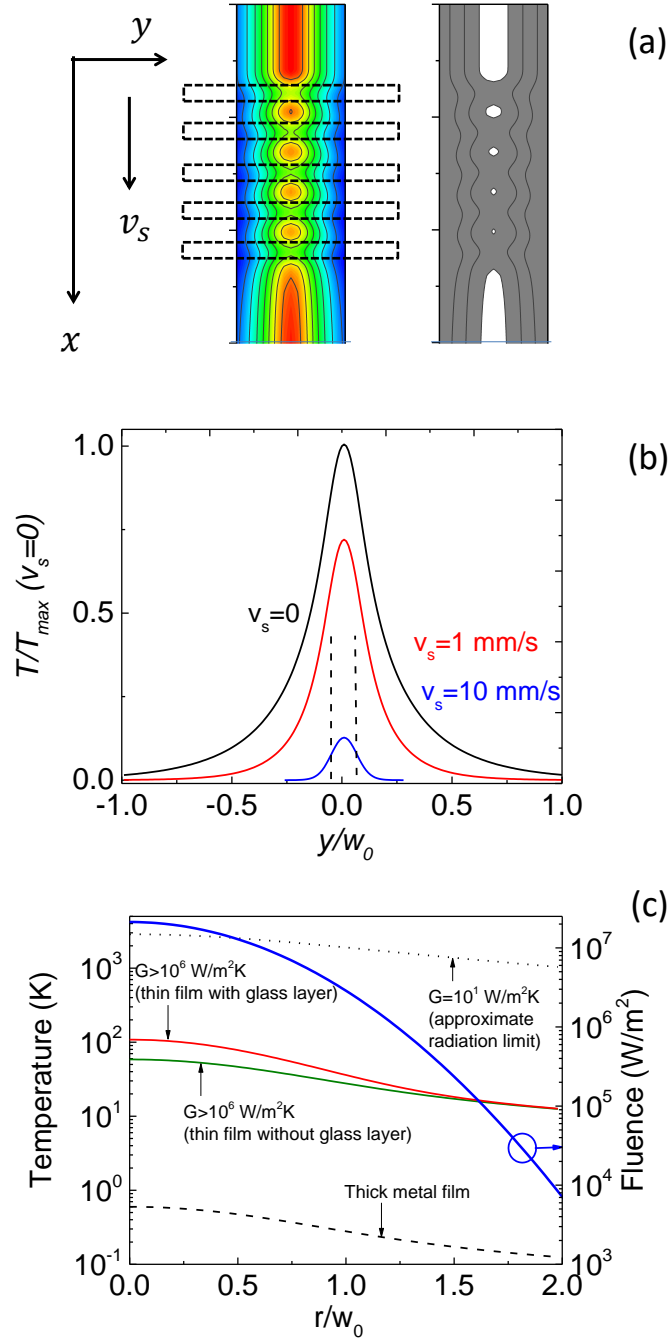 (a)
y
v_s
x
(b)
1.0
0.5
0.0
T/T_max (v_s=0)
v_s=0
v_s=1 mm/s
v_s=10 mm/s
-1.0 -0.5 0.0 0.5 1.0
y/w_0
(c)
10^3
10^2
10^1
10^0
10^-1
Temperature (K)
G>10^6 W/m^2K
(thin film with glass layer)
G>10^6 W/m^2K
(thin film without glass layer)
G=10^1 W/m^2K
(approximate
radiation limit)
Thick metal film
10^7
10^6
10^5
10^4
10^3
Fluence (W/m^2)
0.0 0.5 1.0 1.5 2.0
r/w_0